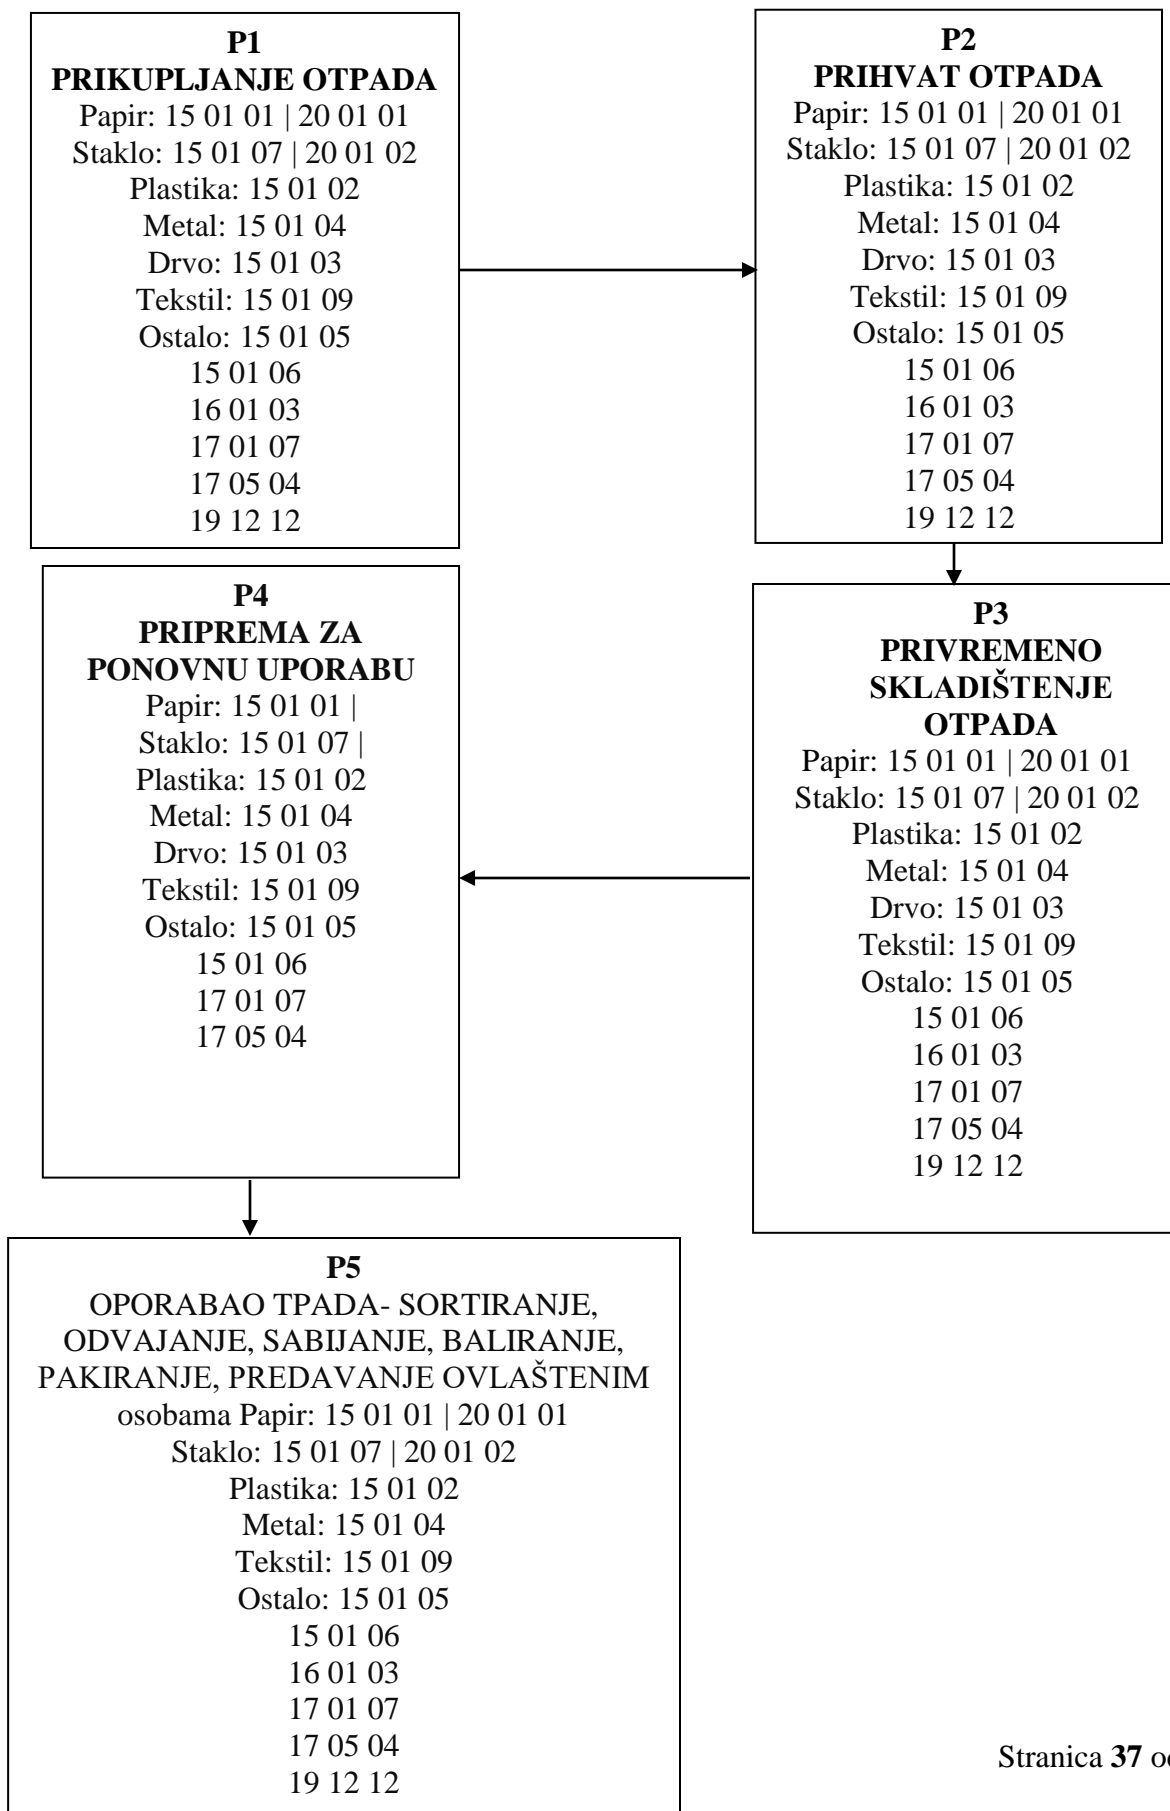 P1
PRIKUPLJANJE OTPADA
Papir: 15 01 01 | 20 01 01
Staklo: 15 01 07 | 20 01 02
Plastika: 15 01 02
Metal: 15 01 04
Drvo: 15 01 03
Tekstil: 15 01 09
Ostalo: 15 01 05
15 01 06
16 01 03
17 01 07
17 05 04
19 12 12
P2
PRIHVAT OTPADA
Papir: 15 01 01 | 20 01 01
Staklo: 15 01 07 | 20 01 02
Plastika: 15 01 02
Metal: 15 01 04
Drvo: 15 01 03
Tekstil: 15 01 09
Ostalo: 15 01 05
15 01 06
16 01 03
17 01 07
17 05 04
19 12 12
P3
PRIVREMENO
SKLADIŠTENJE
OTPADA
Papir: 15 01 01 | 20 01 01
Staklo: 15 01 07 | 20 01 02
Plastika: 15 01 02
Metal: 15 01 04
Drvo: 15 01 03
Tekstil: 15 01 09
Ostalo: 15 01 05
15 01 06
16 01 03
17 01 07
17 05 04
19 12 12
P4
PRIPREMA ZA
PONOVNU UPORABU
Papir: 15 01 01 |
Staklo: 15 01 07 |
Plastika: 15 01 02
Metal: 15 01 04
Drvo: 15 01 03
Tekstil: 15 01 09
Ostalo: 15 01 05
15 01 06
17 01 07
17 05 04
P5
OPORABAO TPADA- SORTIRANJE,
ODVAJANJE, SABIJANJE, BALIRANJE,
PAKIRANJE, PREDAVANJE OVLAŠTENIM
osobama Papir: 15 01 01 | 20 01 01
Staklo: 15 01 07 | 20 01 02
Plastika: 15 01 02
Metal: 15 01 04
Tekstil: 15 01 09
Ostalo: 15 01 05
15 01 06
16 01 03
17 01 07
17 05 04
19 12 12
Stranica 37